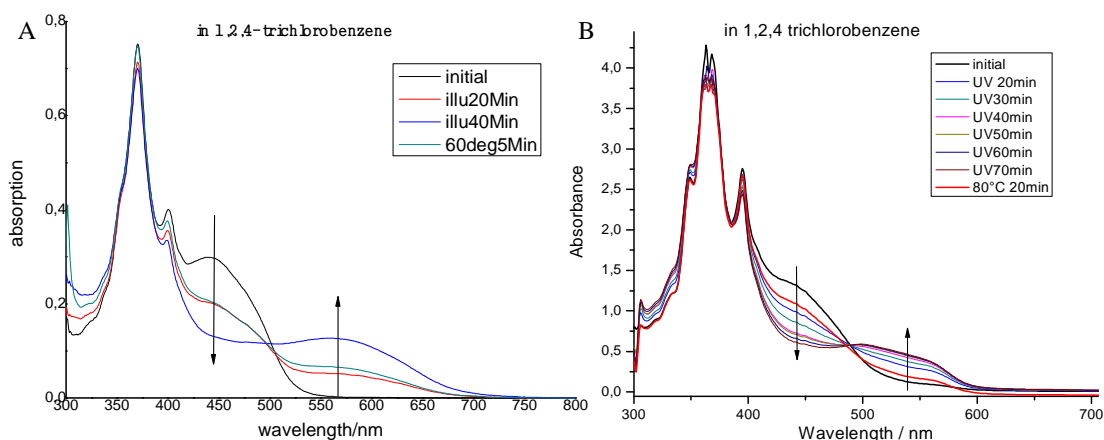 A
in 1,2,4-trichlorobenzene
initial
illu20Min
illu40Min
60deg5Min
absorption
0,8
0,6
0,4
0,2
0,0
300 350 400 450 500 550 600 650 700 750 800
wavelength/nm
B
in 1,2,4 trichlorobenzene
initial
UV 20min
UV30min
UV40min
UV50min
UV60min
UV70min
80°C 20min
Absorbance
4,0
3,5
3,0
2,5
2,0
1,5
1,0
0,5
0,0
300 400 500 600 700
Wavelength / nm